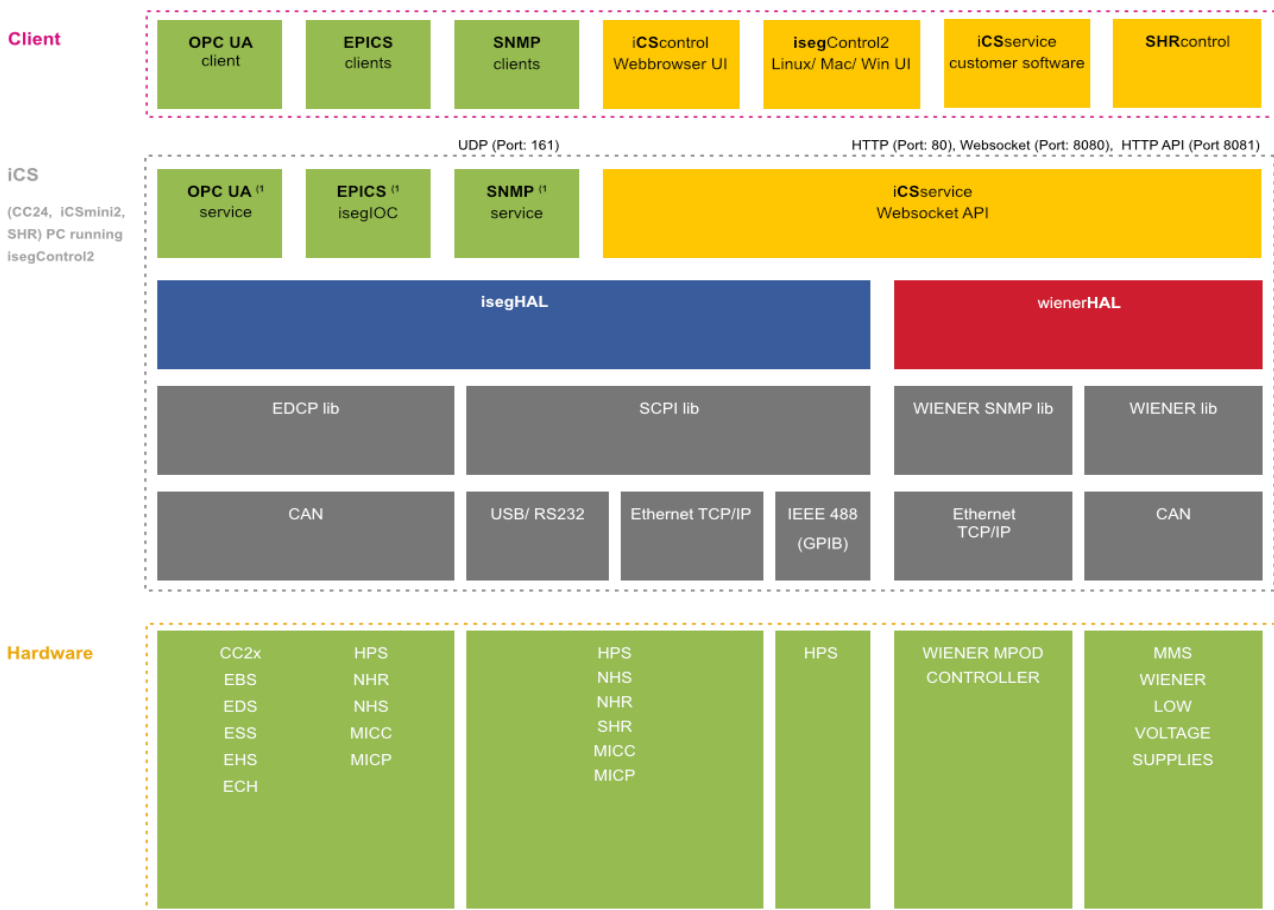 Client
OPC UA
client
EPICS
clients
SNMP
clients
iCScontrol
Webbrowser UI
isegControl2
Linux/ Mac/ Win UI
iCSservice
customer software
SHRcontrol
UDP (Port: 161)
HTTP (Port: 80), Websocket (Port: 8080), HTTP API (Port 8081)
iCS
(CC24, iCSmini2,
SHR) PC running
isegControl2
OPC UA (1
service
EPICS (1
isegIOC
SNMP (1
service
iCSservice
Websocket API
isegHAL
wienerHAL
EDCP lib
SCPI lib
WIENER SNMP lib
WIENER lib
CAN
USB/ RS232
Ethernet TCP/IP
IEEE 488
(GPIB)
Ethernet
TCP/IP
CAN
Hardware
CC2x
EBS
EDS
ESS
EHS
ECH
HPS
NHR
NHS
MICC
MICP
HPS
NHS
NHR
SHR
MICC
MICP
HPS
WIENER MPOD
CONTROLLER
MMS
WIENER
LOW
VOLTAGE
SUPPLIES